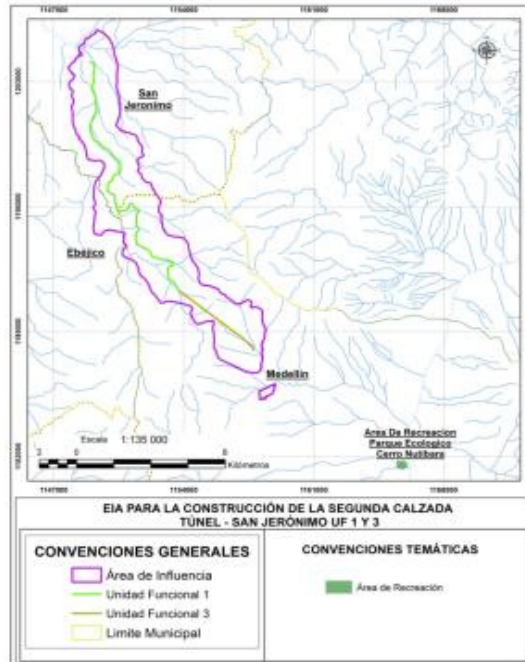 San
Jeronimo
Ebéjico
Medellín
Escala 1:135 000
Kilómetros
Area De Recreacion
Parque Ecologico
Cerro Nutibara
EIA PARA LA CONSTRUCCIÓN DE LA SEGUNDA CALZADA
TÚNEL - SAN JERÓNIMO UF 1 Y 3
CONVENCIONES GENERALES
Área de Influencia
Unidad Funcional 1
Unidad Funcional 3
Limite Municipal
CONVENCIONES TEMÁTICAS
Area de Recreación